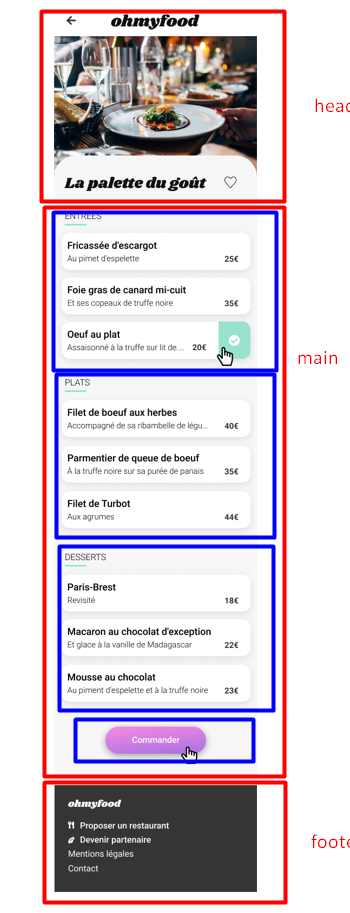 ohmyfood
head
La palette du goût
ENTREES
Fricassée d'escargot
Au pimet d'espelette 25€
Foie gras de canard mi-cuit
Et ses copeaux de truffe noire 35€
Oeuf au plat
Assaisonné à la truffe sur lit de... 20€
main
PLATS
Filet de boeuf aux herbes
Accompagné de sa ribambelle de légu... 40€
Parmentier de queue de boeuf
À la truffe noire sur sa purée de panais 35€
Filet de Turbot
Aux agrumes 44€
DESSERTS
Paris-Brest
Revisité 18€
Macaron au chocolat d'exception
Et glace à la vanille de Madagascar 22€
Mousse au chocolat
Au piment d'espelette et à la truffe noire 23€
Commander
ohmyfood
Proposer un restaurant
Devenir partenaire
foote
Mentions légales
Contact